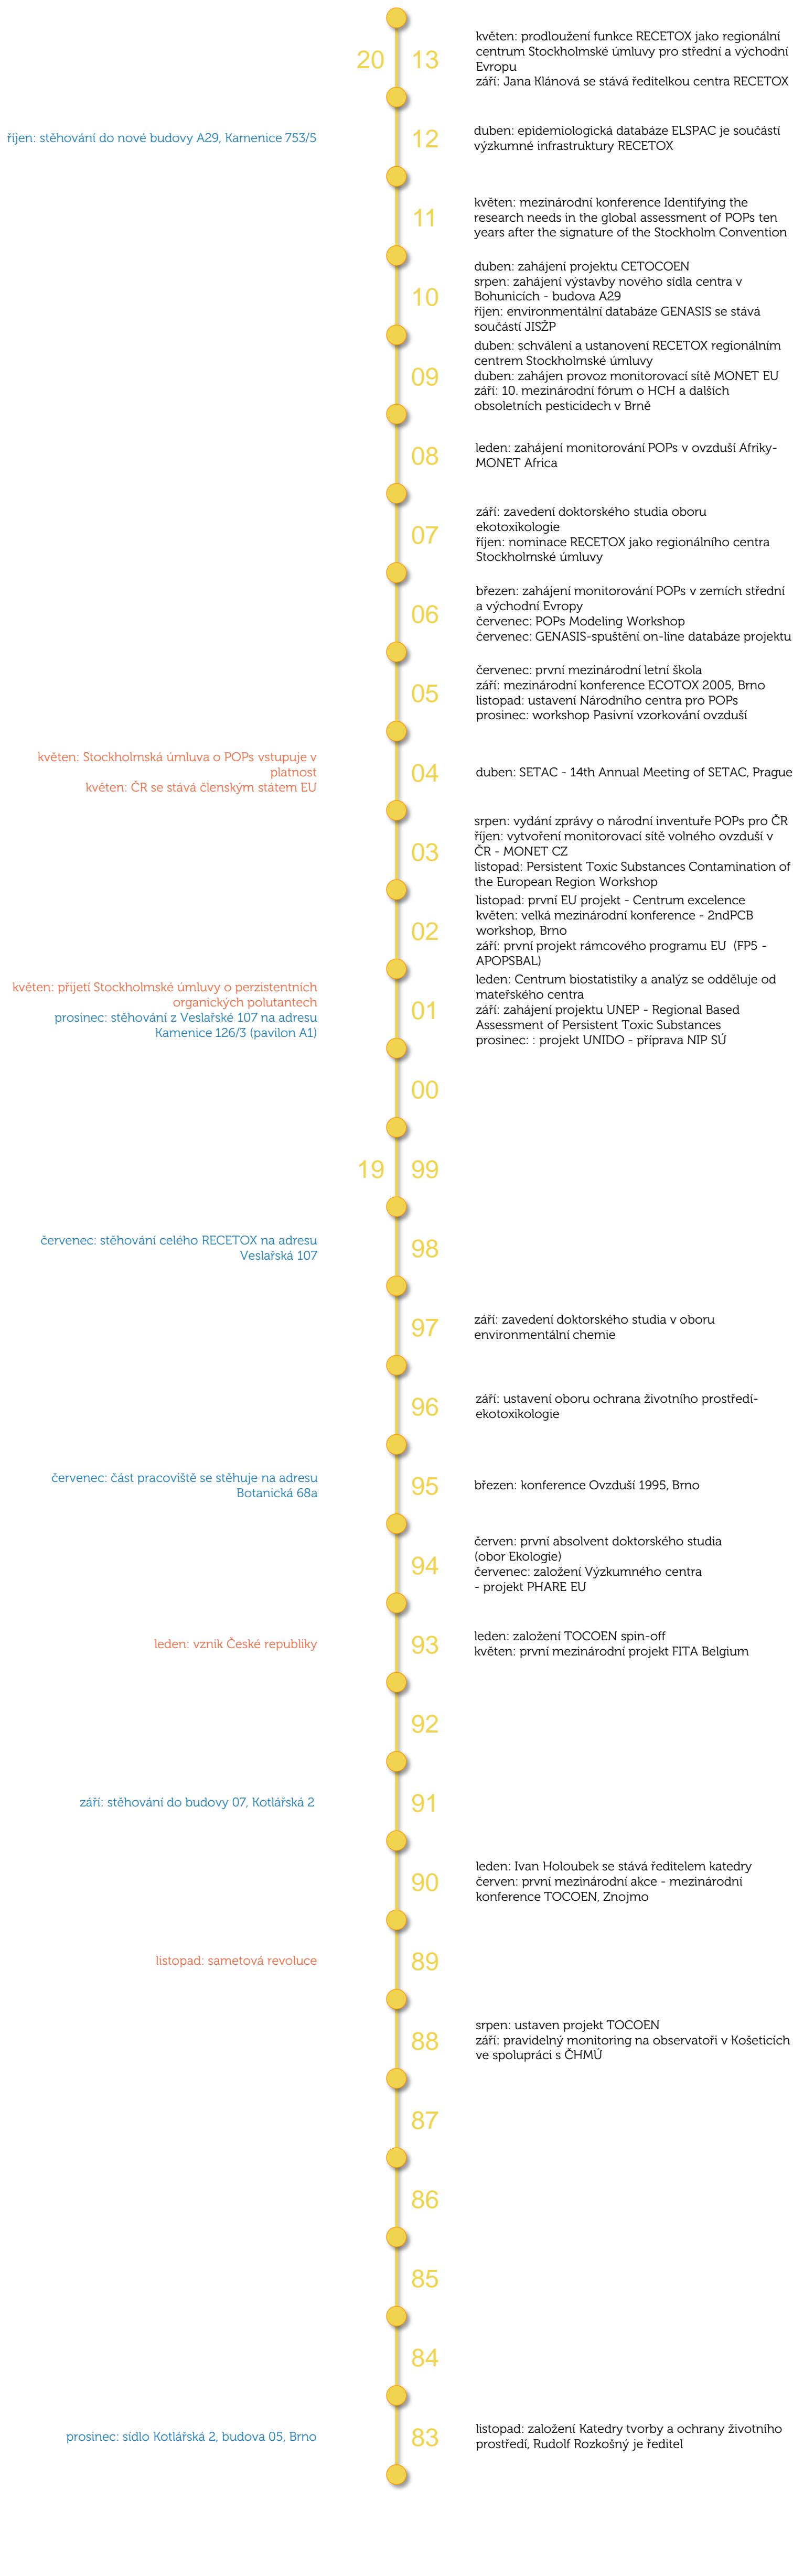 20 13
květen: prodloužení funkce RECETOX jako regionální
centrum Stockholmské úmluvy pro střední a východní
Evropu
září: Jana Klánová se stává ředitelkou centra RECETOX
říjen: stěhování do nové budovy A29, Kamenice 753/5
12
duben: epidemiologická databáze ELSPAC je součástí
výzkumné infrastruktury RECETOX
11
květen: mezinárodní konference Identifying the
research needs in the global assessment of POPs ten
years after the signature of the Stockholm Convention
10
duben: zahájení projektu CETOCOEN
srpen: zahájení výstavby nového sídla centra v
Bohunicích - budova A29
říjen: environmentální databáze GENASIS se stává
součástí JISŽP
09
duben: schválení a ustanovení RECETOX regionálním
centrem Stockholmské úmluvy
duben: zahájen provoz monitorovací sítě MONET EU
září: 10. mezinárodní fórum o HCH a dalších
obsoletních pesticidech v Brně
08
leden: zahájení monitorování POPs v ovzduší Afriky-
MONET Africa
07
září: zavedení doktorského studia oboru
ekotoxikologie
říjen: nominace RECETOX jako regionálního centra
Stockholmské úmluvy
06
březen: zahájení monitorování POPs v zemích střední
a východní Evropy
červenec: POPs Modeling Workshop
červenec: GENASIS-spuštění on-line databáze projektu
05
červenec: první mezinárodní letní škola
září: mezinárodní konference ECOTOX 2005, Brno
listopad: ustavení Národního centra pro POPs
prosinec: workshop Pasivní vzorkování ovzduší
květen: Stockholmská úmluva o POPs vstupuje v
platnost
květen: ČR se stává členským státem EU
04
duben: SETAC - 14th Annual Meeting of SETAC, Prague
03
srpen: vydání zprávy o národní inventuře POPs pro ČR
říjen: vytvoření monitorovací sítě volného ovzduší v
ČR - MONET CZ
listopad: Persistent Toxic Substances Contamination of
the European Region Workshop
02
listopad: první EU projekt - Centrum excelence
květen: velká mezinárodní konference - 2ndPCB
workshop, Brno
září: první projekt rámcového programu EU (FP5 -
APOPSBAL)
květen: přijetí Stockholmské úmluvy o perzistentních
organických polutantech
prosinec: stěhování z Veslařské 107 na adresu
Kamenice 126/3 (pavilon A1)
01
leden: Centrum biostatistiky a analýz se odděluje od
mateřského centra
září: zahájení projektu UNEP - Regional Based
Assessment of Persistent Toxic Substances
prosinec: : projekt UNIDO - příprava NIP SÚ
00
19 99
červenec: stěhování celého RECETOX na adresu
Veslařská 107
98
97
září: zavedení doktorského studia v oboru
environmentální chemie
96
září: ustavení oboru ochrana životního prostředí-
ekotoxikologie
červenec: část pracoviště se stěhuje na adresu
Botanická 68a
95
březen: konference Ovzduší 1995, Brno
94
červen: první absolvent doktorského studia
(obor Ekologie)
červenec: založení Výzkumného centra
- projekt PHARE EU
leden: vznik České republiky
93
leden: založení TOCOEN spin-off
květen: první mezinárodní projekt FITA Belgium
92
září: stěhování do budovy 07, Kotlářská 2
91
90
leden: Ivan Holoubek se stává ředitelem katedry
červen: první mezinárodní akce - mezinárodní
konference TOCOEN, Znojmo
listopad: sametová revoluce
89
88
srpen: ustaven projekt TOCOEN
září: pravidelný monitoring na observatoři v Košeticích
ve spolupráci s ČHMÚ
87
86
85
84
prosinec: sídlo Kotlářská 2, budova 05, Brno
83
listopad: založení Katedry tvorby a ochrany životního
prostředí, Rudolf Rozkošný je ředitel